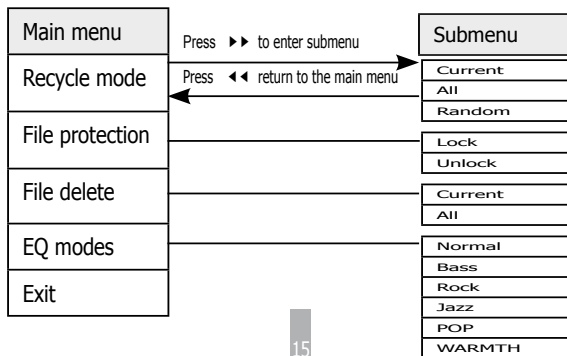 Main menu
Recycle mode
File protection
File delete
EQ modes
Exit
Press ▶▶ to enter submenu
Press ◀◀ return to the main menu
Submenu
Current
All
Random
Lock
Unlock
Current
All
Normal
Bass
Rock
Jazz
POP
WARMTH
15